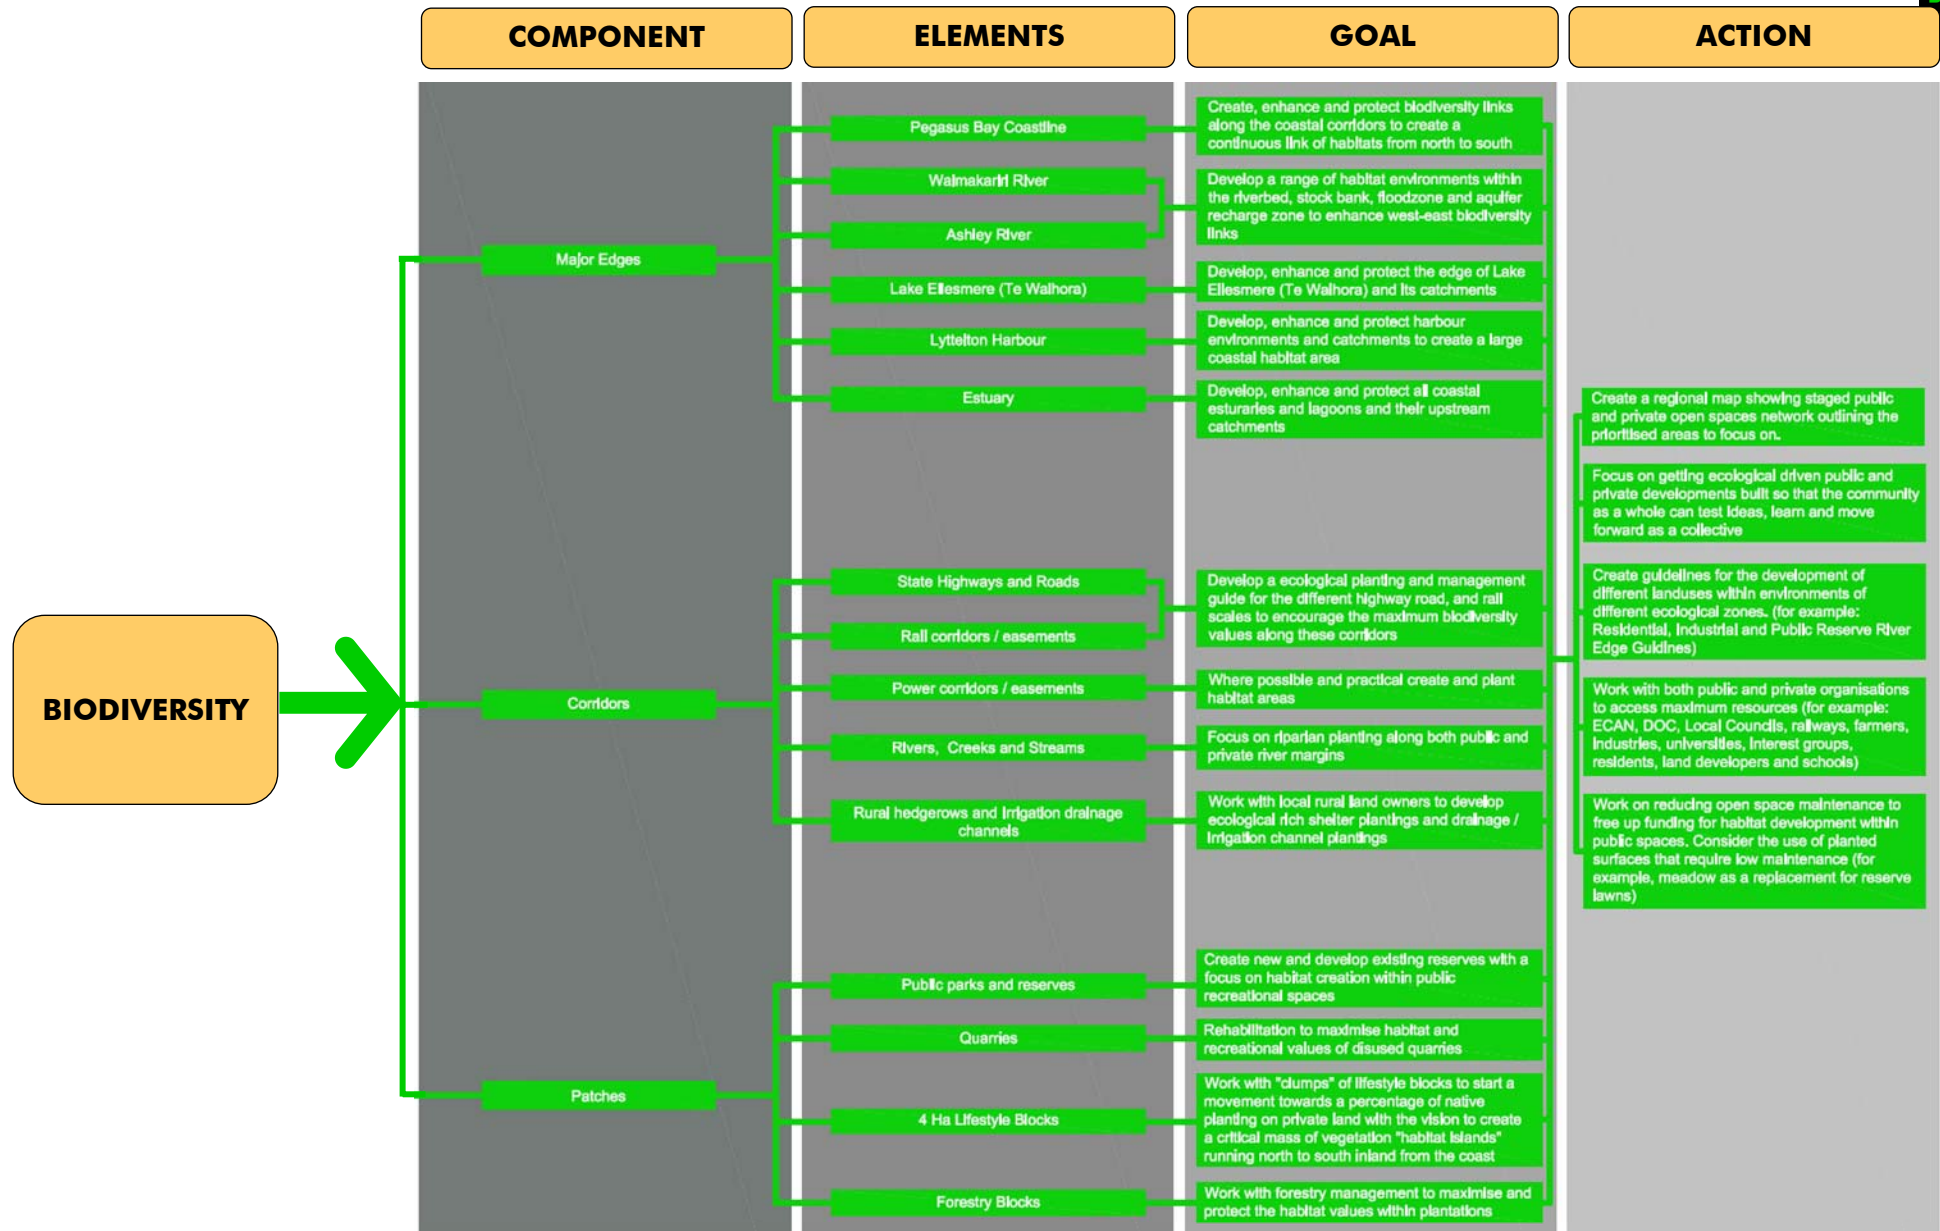 COMPONENT
ELEMENTS
GOAL
ACTION
BIODIVERSITY
Major Edges
Pegasus Bay Coastline
Create, enhance and protect biodiversity links
along the coastal corridors to create a
continuous link of habitats from north to south
Waimakariri River
Ashley River
Develop a range of habitat environments within
the riverbed, stock bank, floodzone and aquifer
recharge zone to enhance west-east biodiversity
links
Lake Ellesmere (Te Waihora)
Develop, enhance and protect the edge of Lake
Ellesmere (Te Waihora) and its catchments
Lyttelton Harbour
Develop, enhance and protect harbour
environments and catchments to create a large
coastal habitat area
Estuary
Develop, enhance and protect all coastal
esturaries and lagoons and their upstream
catchments
Corridors
State Highways and Roads
Rail corridors / easements
Develop a ecological planting and management
guide for the different highway road, and rail
scales to encourage the maximum biodiversity
values along these corridors
Power corridors / easements
Where possible and practical create and plant
habitat areas
Rivers, Creeks and Streams
Focus on riparian planting along both public and
private river margins
Rural hedgerows and Irrigation drainage
channels
Work with local rural land owners to develop
ecological rich shelter plantings and drainage /
Irrigation channel plantings
Patches
Public parks and reserves
Create new and develop existing reserves with a
focus on habitat creation within public
recreational spaces
Quarries
Rehabilitation to maximise habitat and
recreational values of disused quarries
4 Ha Lifestyle Blocks
Work with "clumps" of lifestyle blocks to start a
movement towards a percentage of native
planting on private land with the vision to create
a critical mass of vegetation "habitat islands"
running north to south inland from the coast
Forestry Blocks
Work with forestry management to maximise and
protect the habitat values within plantations
Create a regional map showing staged public
and private open spaces network outlining the
prioritised areas to focus on.
Focus on getting ecological driven public and
private developments built so that the community
as a whole can test ideas, learn and move
forward as a collective
Create guidelines for the development of
different landuses within environments of
different ecological zones. (for example:
Residential, Industrial and Public Reserve River
Edge Guidlines)
Work with both public and private organisations
to access maximum resources (for example:
ECAN, DOC, Local Councils, railways, farmers,
industries, universities, interest groups,
residents, land developers and schools)
Work on reducing open space maintenance to
free up funding for habitat development within
public spaces. Consider the use of planted
surfaces that require low maintenance (for
example, meadow as a replacement for reserve
lawns)